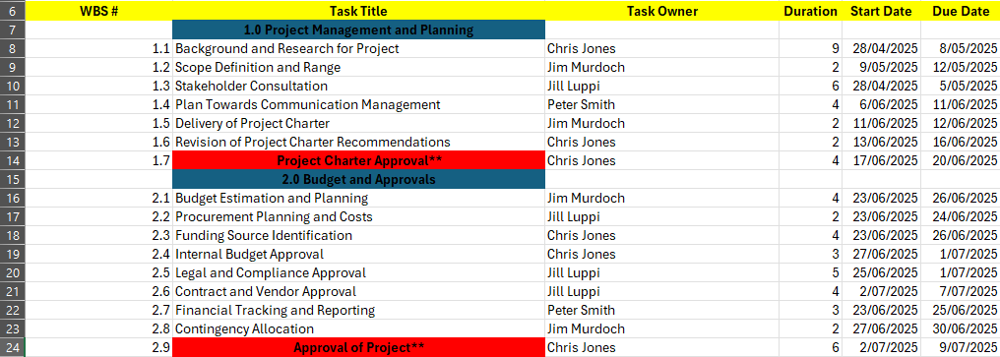 6 WBS # Task Title Task Owner Duration Start Date Due Date
7 1.0 Project Management and Planning
8 1.1 Background and Research for Project Chris Jones 9 28/04/2025 8/05/2025
9 1.2 Scope Definition and Range Jim Murdoch 2 9/05/2025 12/05/2025
10 1.3 Stakeholder Consultation Jill Luppi 6 28/04/2025 5/05/2025
11 1.4 Plan Towards Communication Management Peter Smith 4 6/06/2025 11/06/2025
12 1.5 Delivery of Project Charter Jim Murdoch 2 11/06/2025 12/06/2025
13 1.6 Revision of Project Charter Recommendations Chris Jones 2 13/06/2025 16/06/2025
14 1.7 Project Charter Approval** Chris Jones 4 17/06/2025 20/06/2025
15 2.0 Budget and Approvals
16 2.1 Budget Estimation and Planning Jim Murdoch 4 23/06/2025 26/06/2025
17 2.2 Procurement Planning and Costs Jill Luppi 2 23/06/2025 24/06/2025
18 2.3 Funding Source Identification Chris Jones 4 23/06/2025 26/06/2025
19 2.4 Internal Budget Approval Chris Jones 3 27/06/2025 1/07/2025
20 2.5 Legal and Compliance Approval Jill Luppi 5 25/06/2025 1/07/2025
21 2.6 Contract and Vendor Approval Jill Luppi 4 2/07/2025 7/07/2025
22 2.7 Financial Tracking and Reporting Peter Smith 3 23/06/2025 25/06/2025
23 2.8 Contingency Allocation Jim Murdoch 2 27/06/2025 30/06/2025
24 2.9 Approval of Project** Chris Jones 6 2/07/2025 9/07/2025